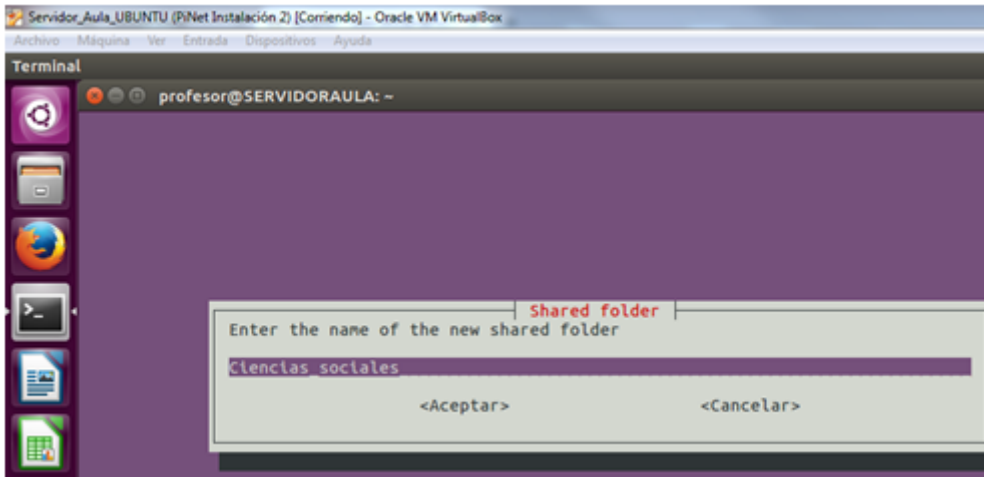 Servidor_Aula_UBUNTU (PiNet Instalación 2) [Corriendo] - Oracle VM VirtualBox
Archivo Máquina Ver Entrada Dispositivos Ayuda
Terminal
profesor@SERVIDORAULA: ~
Shared folder
Enter the name of the new shared folder
Ciencias_sociales
<Aceptar> <Cancelar>